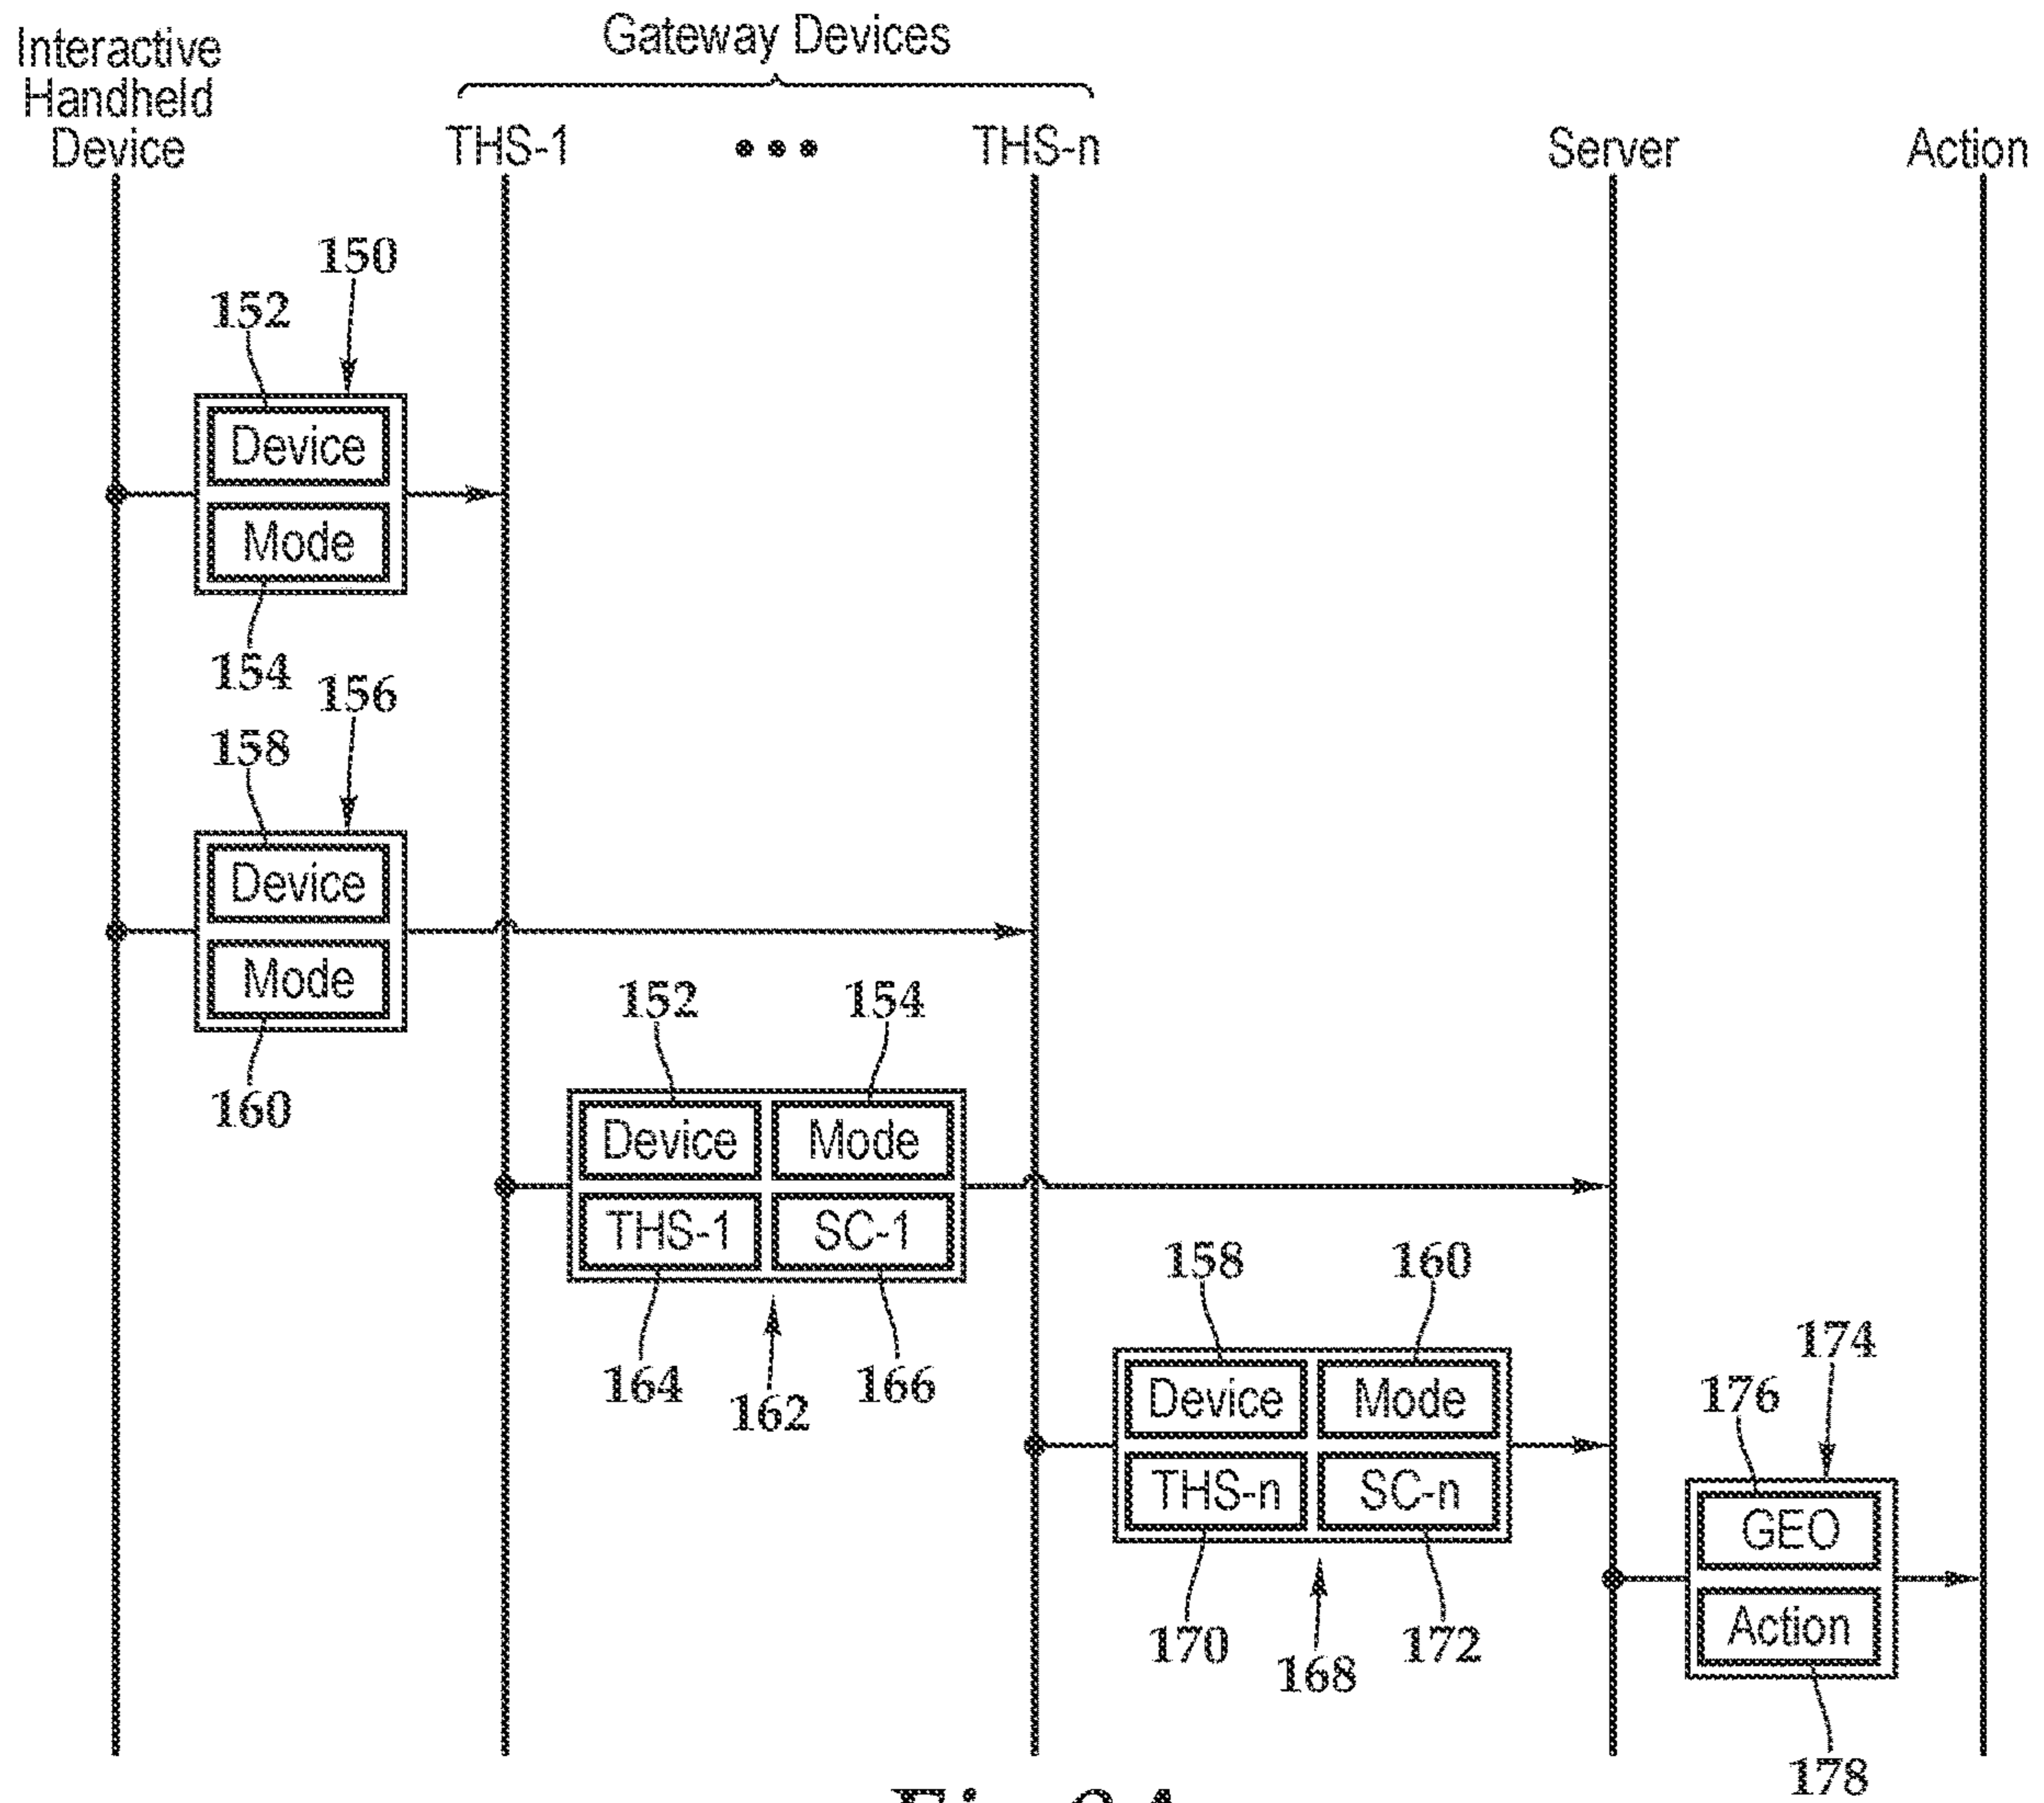 Interactive
Handheld
Device
Gateway Devices
THS-1
THS-n
Server
Action
150
152
Device
Mode
154
156
158
Device
Mode
160
152
154
Device
Mode
THS-1
SC-1
164
162
166
158
160
Device
Mode
THS-n
SC-n
170
168
172
174
176
GEO
Action
178